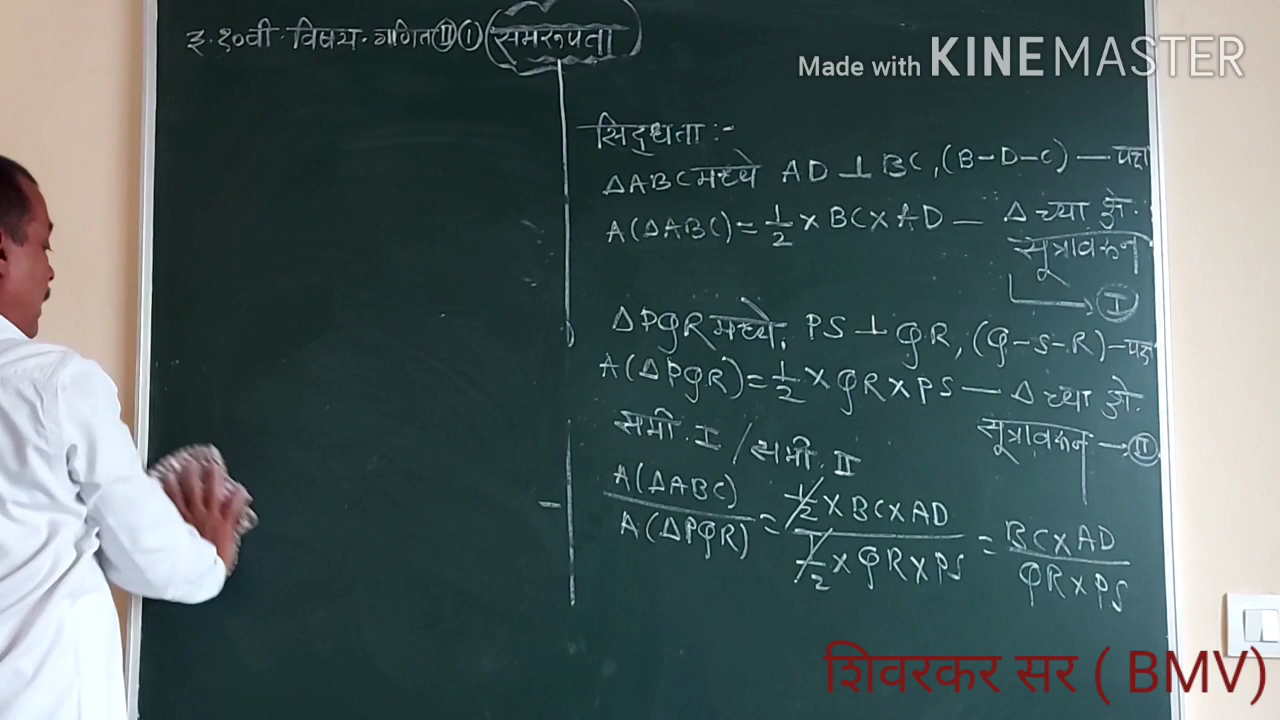 इ. १०वी विषय. गणित II ① समरूपता
Made with KINEMASTER
सिद्धता :-
ΔABC मध्ये AD ⊥ BC, (B-D-C) — पक्ष
A(ΔABC) = 1/2 × BC × AD — Δ च्या क्षे.
सूत्रावरून
→ I
ΔPQR मध्ये, PS ⊥ QR, (Q-S-R) — पक्ष
A(ΔPQR) = 1/2 × QR × PS — Δ च्या क्षे.
सूत्रावरून → II
समी. I / समी. II
A(ΔABC) / A(ΔPQR) = 1/2 × BC × AD / 1/2 × QR × PS = BC × AD / QR × PS
शिवरकर सर ( BMV)